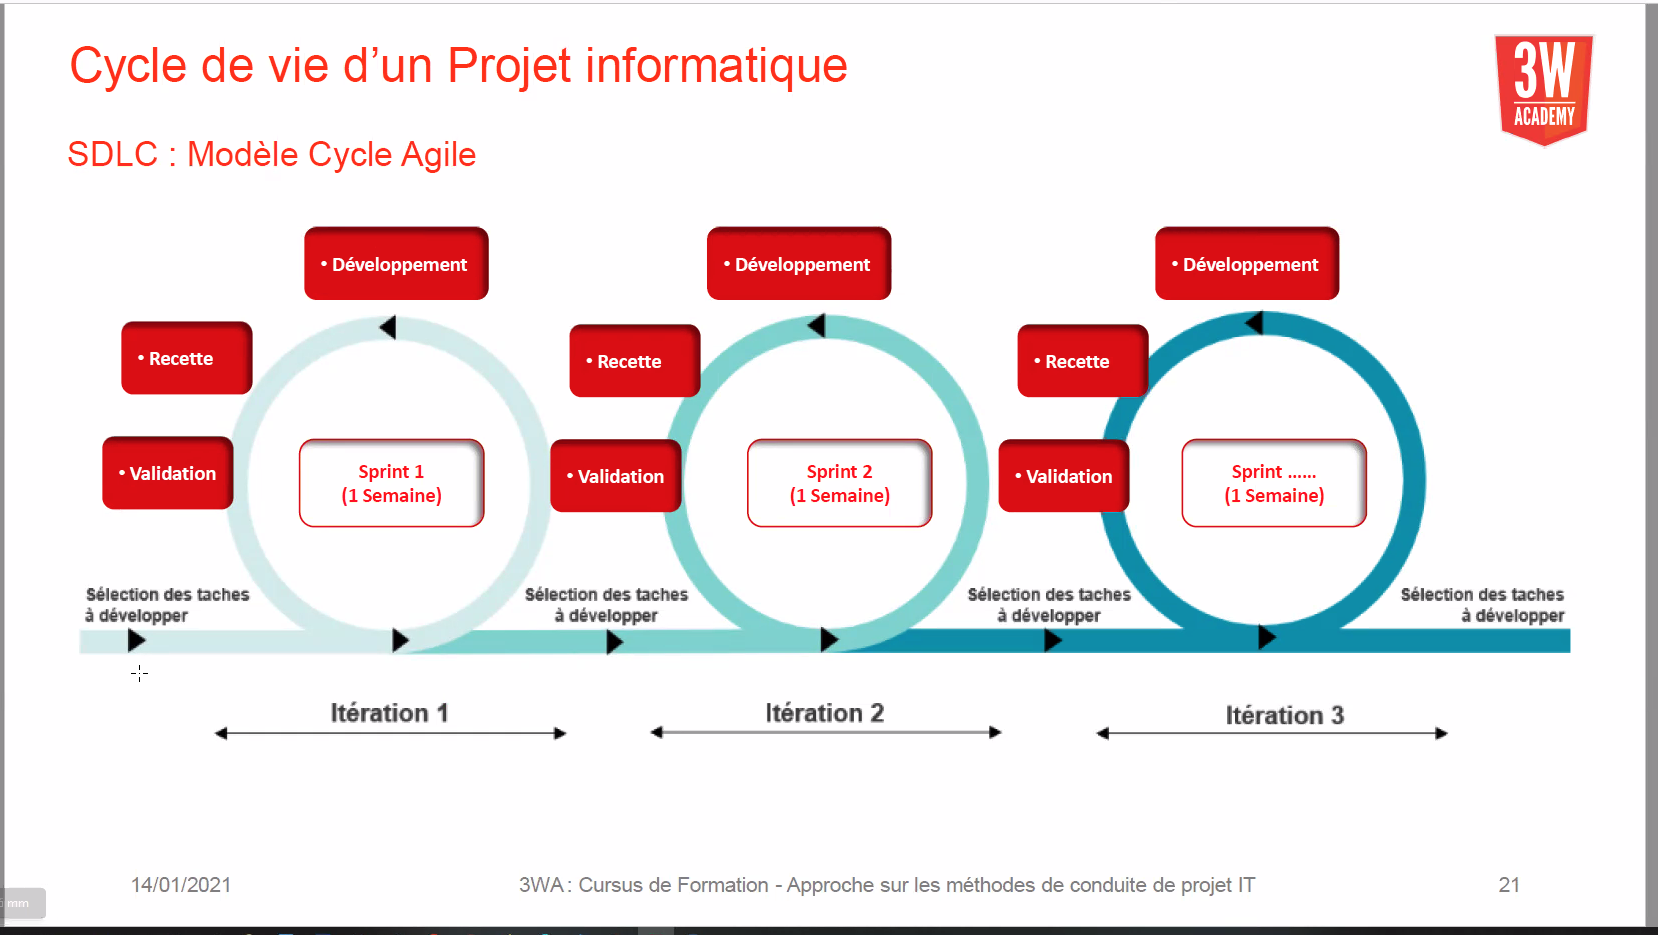 Cycle de vie d’un Projet informatique
3W
ACADEMY
SDLC : Modèle Cycle Agile
• Développement
• Développement
• Développement
• Recette
• Recette
• Recette
• Validation
Sprint 1
(1 Semaine)
• Validation
Sprint 2
(1 Semaine)
• Validation
Sprint ......
(1 Semaine)
Sélection des taches
à développer
Sélection des taches
à développer
Sélection des taches
à développer
Sélection des taches
à développer
Itération 1
Itération 2
Itération 3
14/01/2021
3WA : Cursus de Formation - Approche sur les méthodes de conduite de projet IT
21
mm